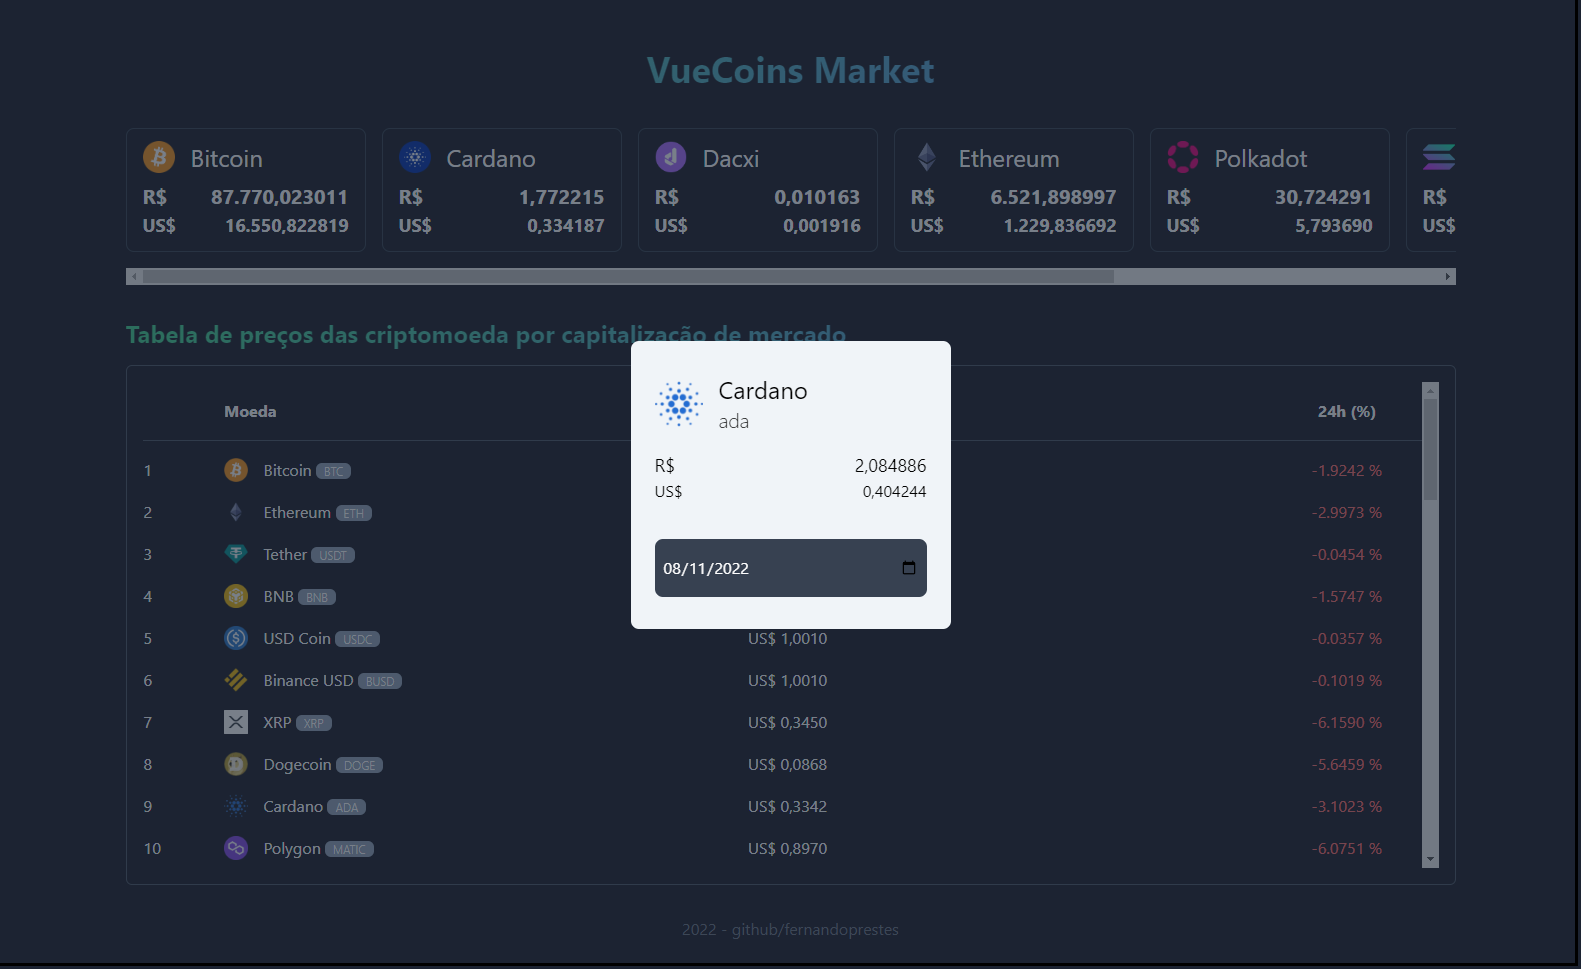 VueCoins Market
Bitcoin
R$ 87.770,023011
US$ 16.550,822819
Cardano
R$ 1,772215
US$ 0,334187
Dacxi
R$ 0,010163
US$ 0,001916
Ethereum
R$ 6.521,898997
US$ 1.229,836692
Polkadot
R$ 30,724291
US$ 5,793690
R$
US$
Tabela de preços das criptomoeda por capitalização de mercado
Moeda 24h (%)
1 Bitcoin BTC -1.9242 %
2 Ethereum ETH -2.9973 %
3 Tether USDT -0.0454 %
4 BNB BNB -1.5747 %
5 USD Coin USDC US$ 1,0010 -0.0357 %
6 Binance USD BUSD US$ 1,0010 -0.1019 %
7 XRP XRP US$ 0,3450 -6.1590 %
8 Dogecoin DOGE US$ 0,0868 -5.6459 %
9 Cardano ADA US$ 0,3342 -3.1023 %
10 Polygon MATIC US$ 0,8970 -6.0751 %
Cardano
ada
R$ 2,084886
US$ 0,404244
08/11/2022
2022 - github/fernandoprestes